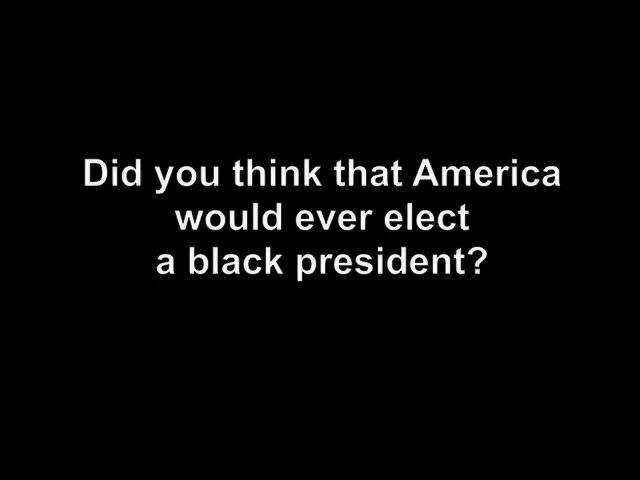 Did you think that America
would ever elect
a black president?